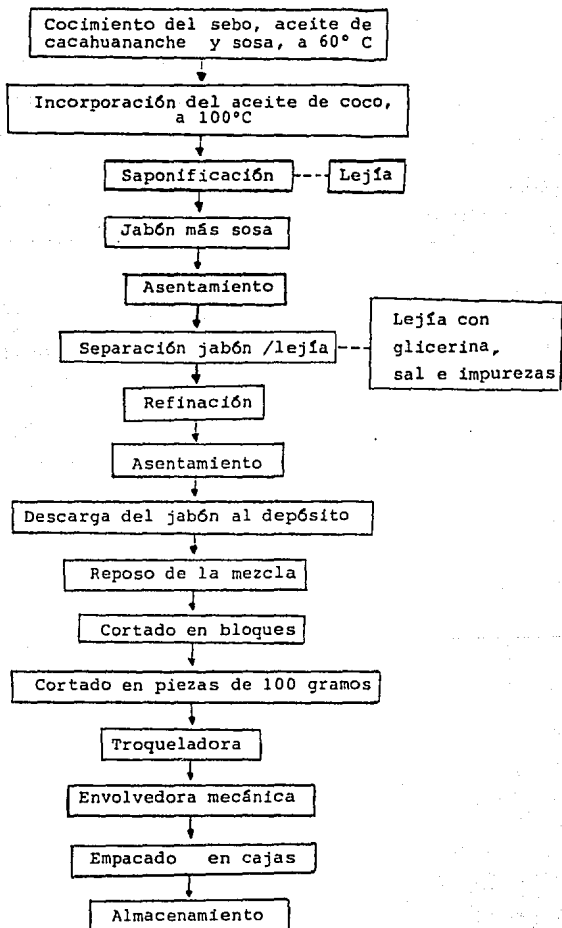 Cocimiento del sebo, aceite de
cacahuananche y sosa, a 60° C
Incorporación del aceite de coco,
a 100°C
Saponificación
Lejía
Jabón más sosa
Asentamiento
Separación jabón /lejía
Lejía con
glicerina,
sal e impurezas
Refinación
Asentamiento
Descarga del jabón al depósito
Reposo de la mezcla
Cortado en bloques
Cortado en piezas de 100 gramos
Troqueladora
Envolvedora mecánica
Empacado en cajas
Almacenamiento